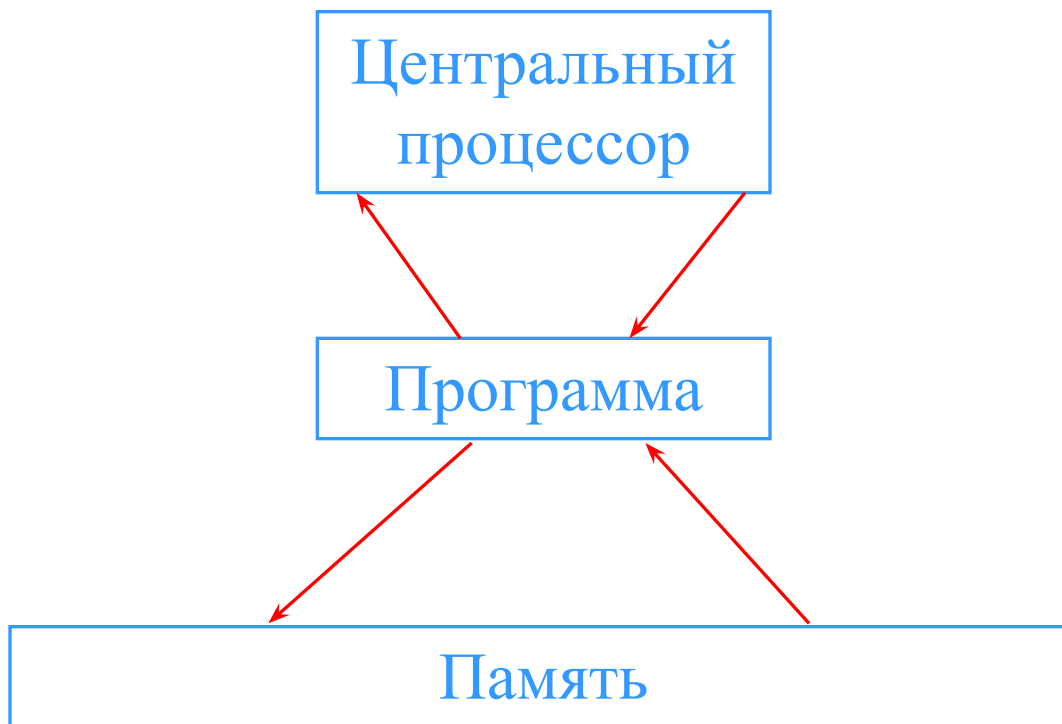 Центральный
процессор
Программа
Память